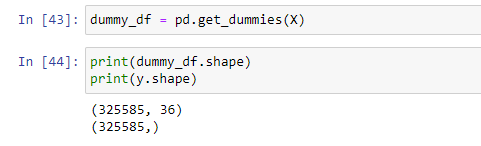 In [43]: dummy_df = pd.get_dummies(X)
In [44]: print(dummy_df.shape)
print(y.shape)
(325585, 36)
(325585,)